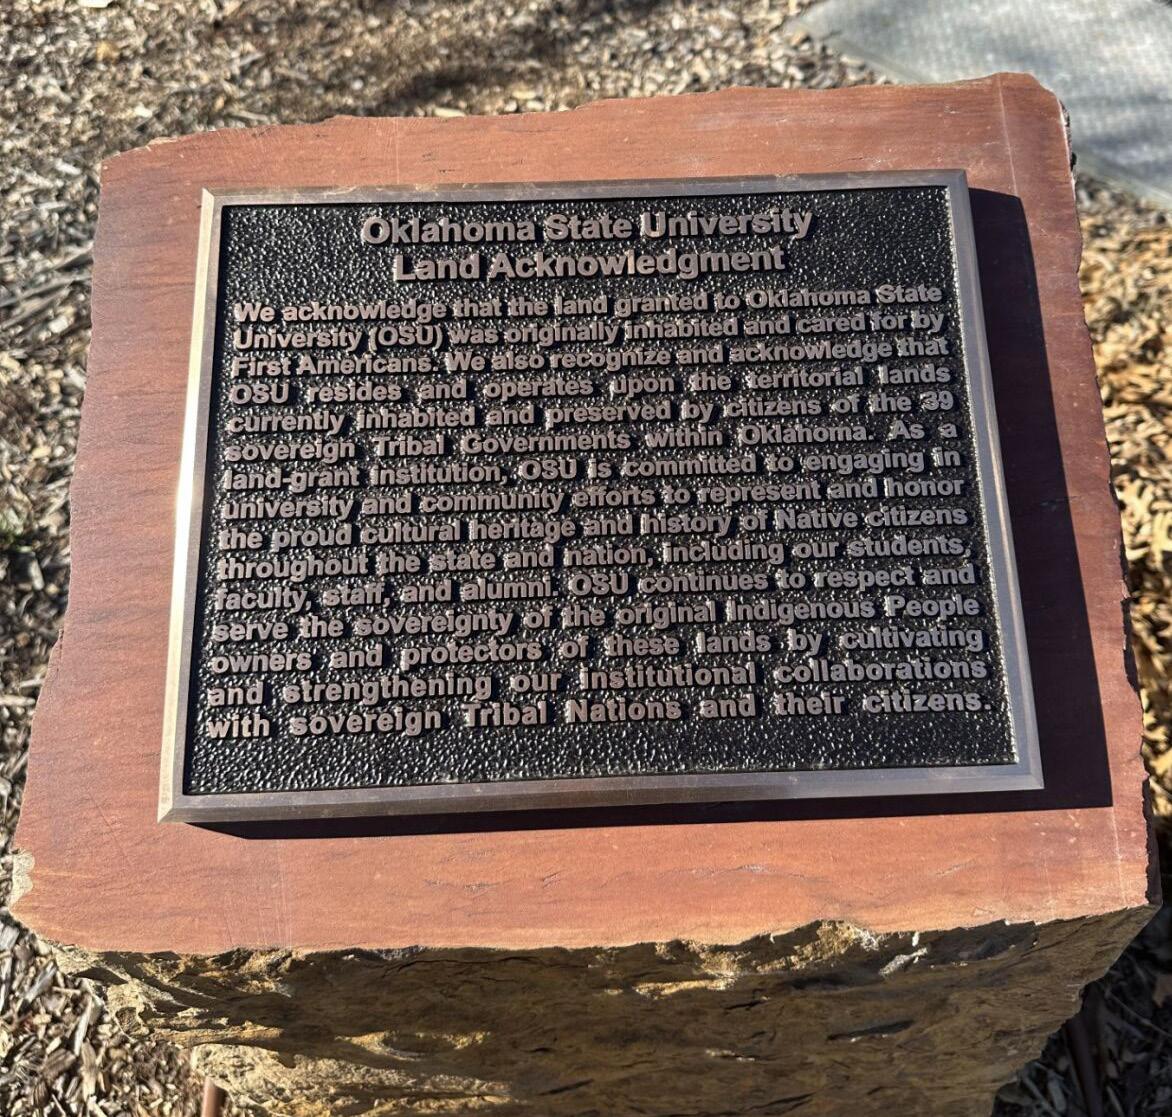 Oklahoma State University
Land Acknowledgment
We acknowledge that the land granted to Oklahoma State
University (OSU) was originally inhabited and cared for by
First Americans. We also recognize and acknowledge that
OSU resides and operates upon the territorial lands
currently inhabited and preserved by citizens of the 39
sovereign Tribal Governments within Oklahoma. As a
land-grant institution, OSU is committed to engaging in
university and community efforts to represent and honor
the proud cultural heritage and history of Native citizens
throughout the state and nation, including our students,
faculty, staff, and alumni. OSU continues to respect and
serve the sovereignty of the original Indigenous People
owners and protectors of these lands by cultivating
and strengthening our institutional collaborations
with sovereign Tribal Nations and their citizens.